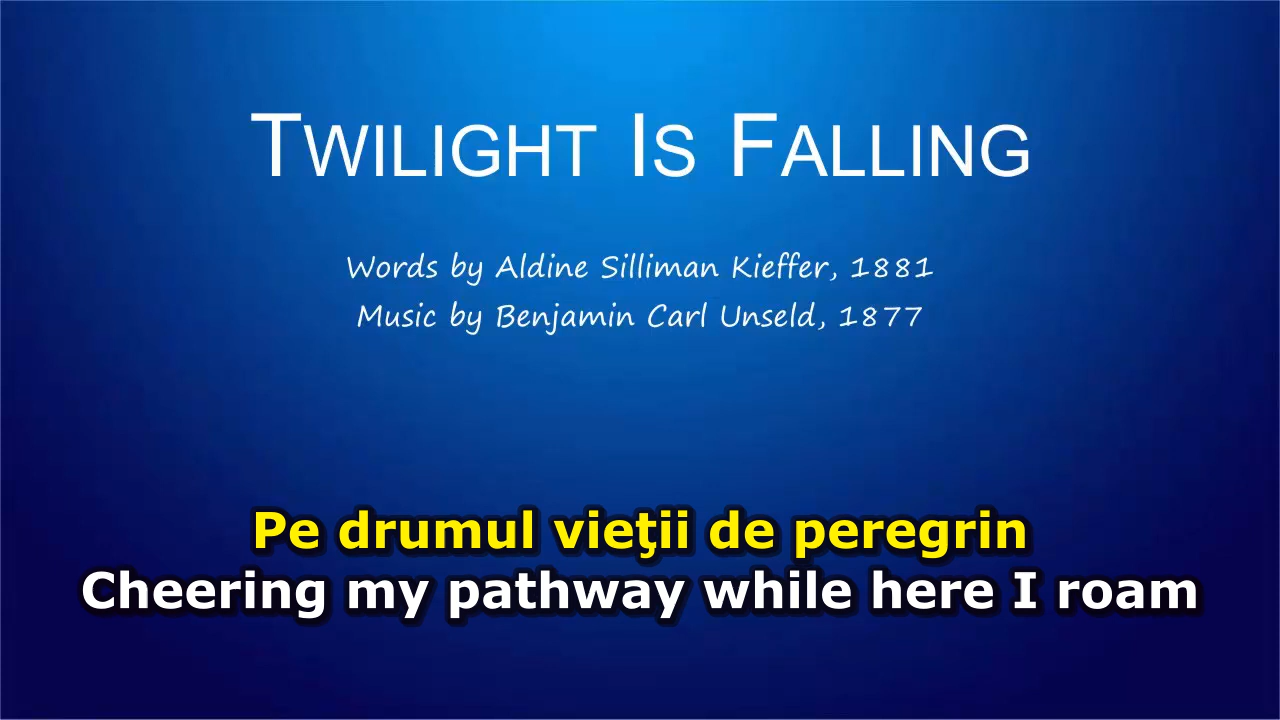 Twilight Is Falling
Words by Aldine Silliman Kieffer, 1881
Music by Benjamin Carl Unseld, 1877
Pe drumul vieţii de peregrin
Cheering my pathway while here I roam